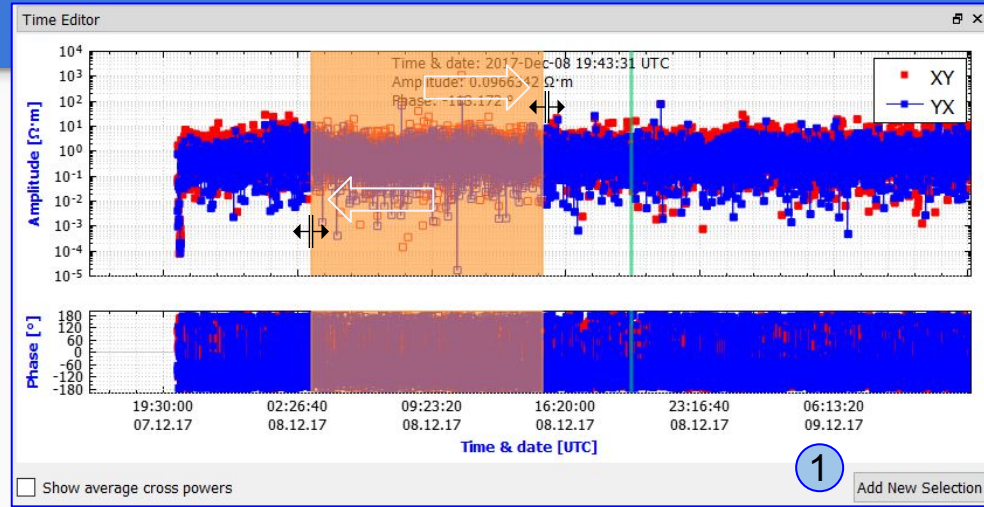 Time Editor
Time & date: 2017-Dec-08 19:43:31 UTC
Amplitude: 0.0966342 Ω·m
XY
YX
Amplitude [Ω·m]
10⁴
10³
10²
10¹
10⁰
10⁻¹
10⁻²
10⁻³
10⁻⁴
10⁻⁵
Phase [°]
180
120
60
0
-60
-120
-180
19:30:00 02:26:40 09:23:20 16:20:00 23:16:40 06:13:20
07.12.17 08.12.17 08.12.17 08.12.17 08.12.17 09.12.17
Time & date [UTC]
1
Show average cross powers
Add New Selection